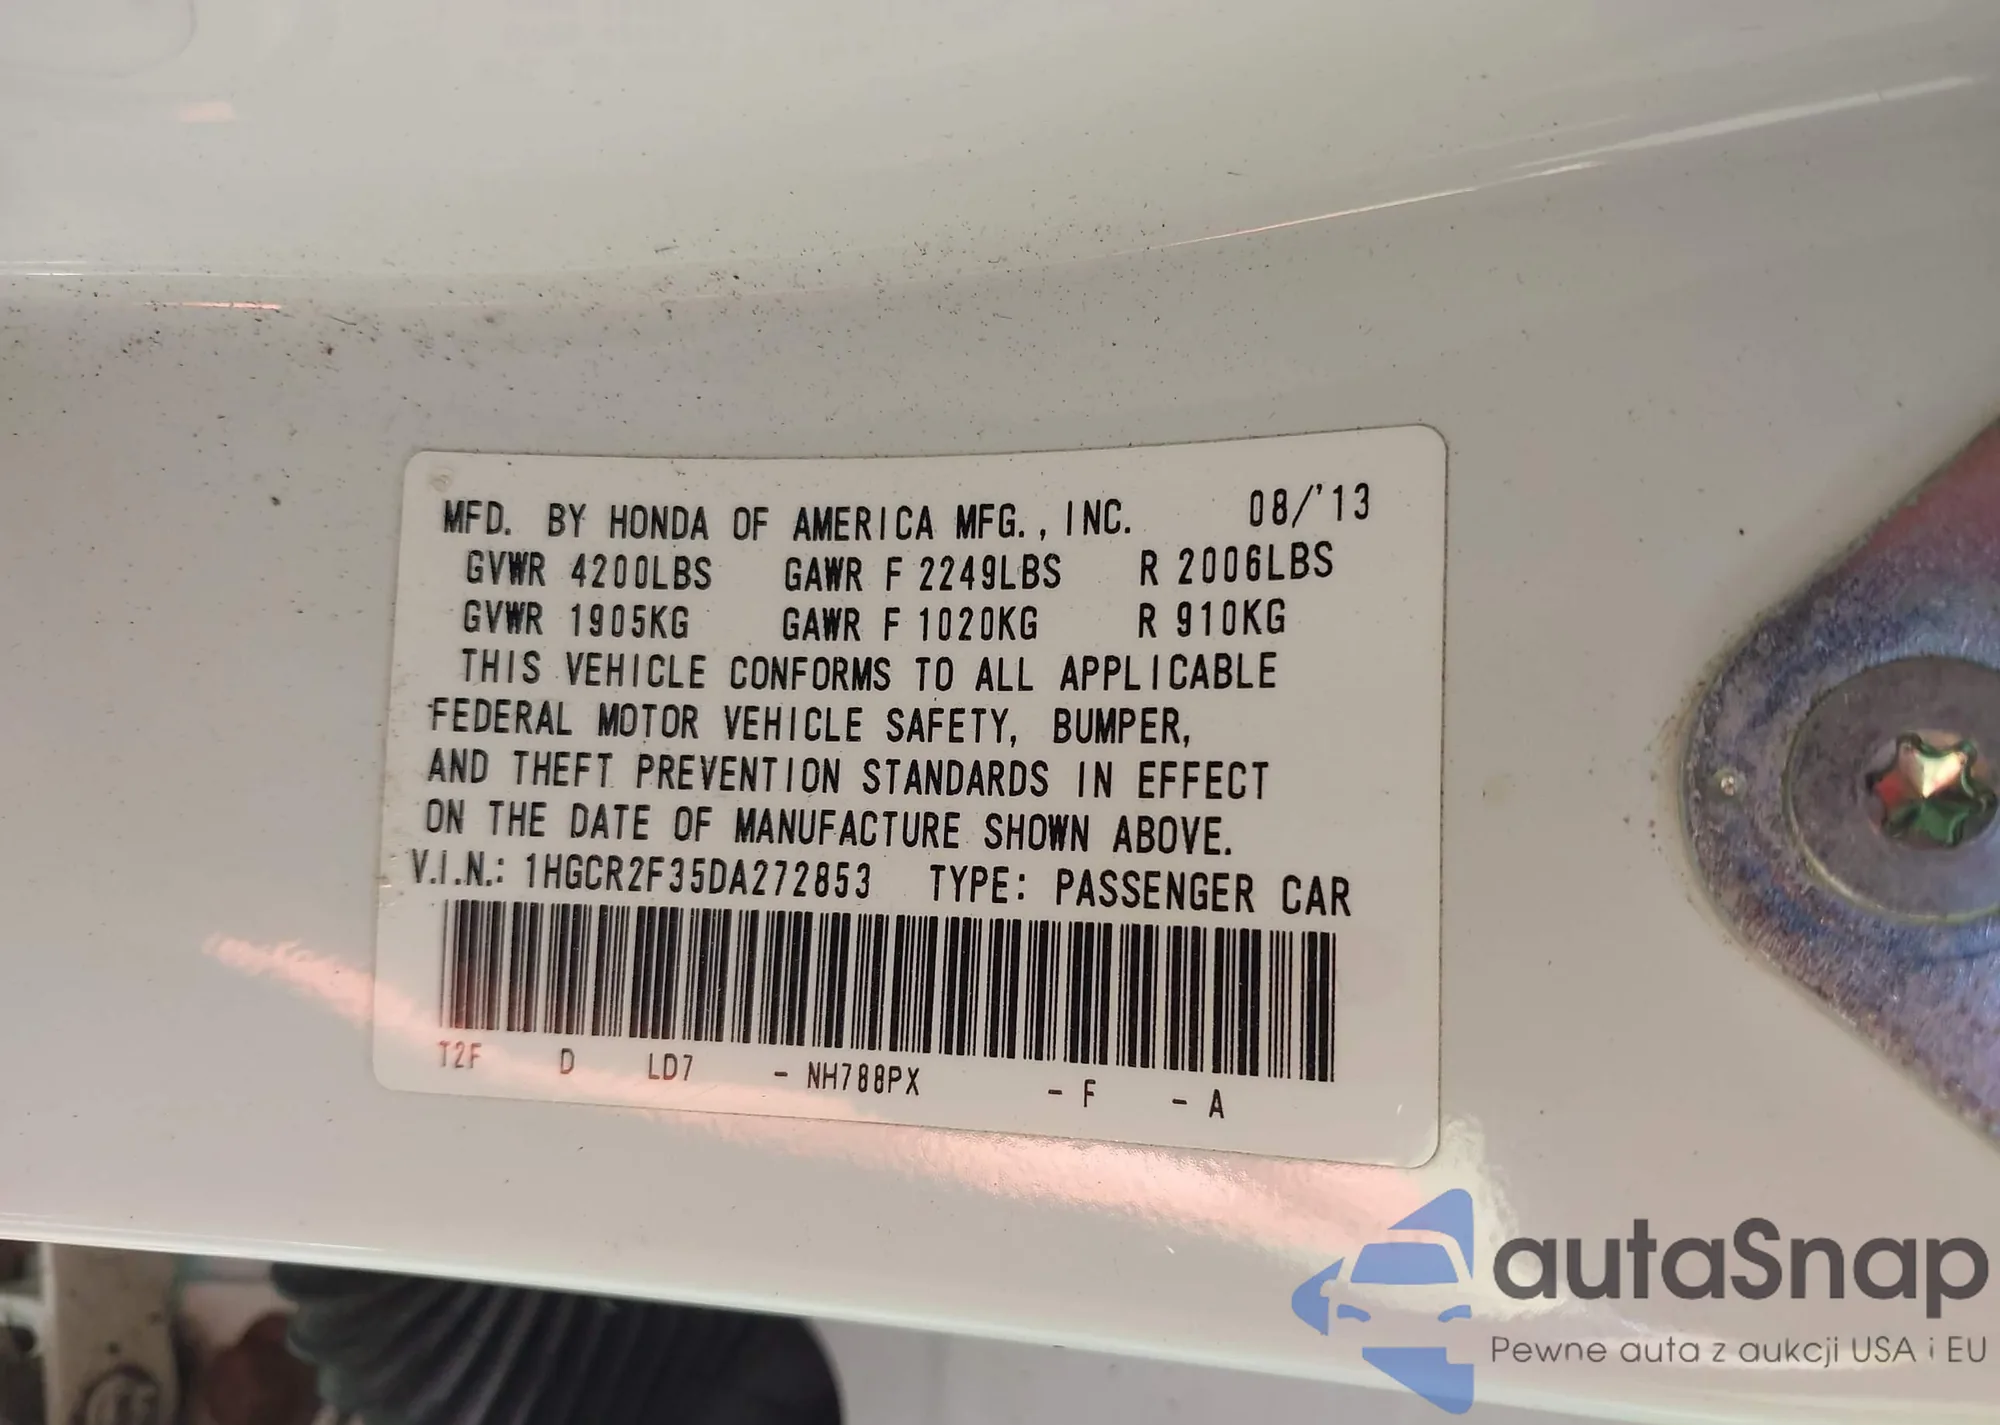 MFD. BY HONDA OF AMERICA MFG., INC. 08/'13
GVWR 4200LBS GAWR F 2249LBS R 2006LBS
GVWR 1905KG GAWR F 1020KG R 910KG
THIS VEHICLE CONFORMS TO ALL APPLICABLE
FEDERAL MOTOR VEHICLE SAFETY, BUMPER,
AND THEFT PREVENTION STANDARDS IN EFFECT
ON THE DATE OF MANUFACTURE SHOWN ABOVE.
V.I.N.: 1HGCR2F35DA272853 TYPE: PASSENGER CAR
T2F D LD7 - NH788PX - F - A
autaSnap
Pewne auta z aukcji USA i EU